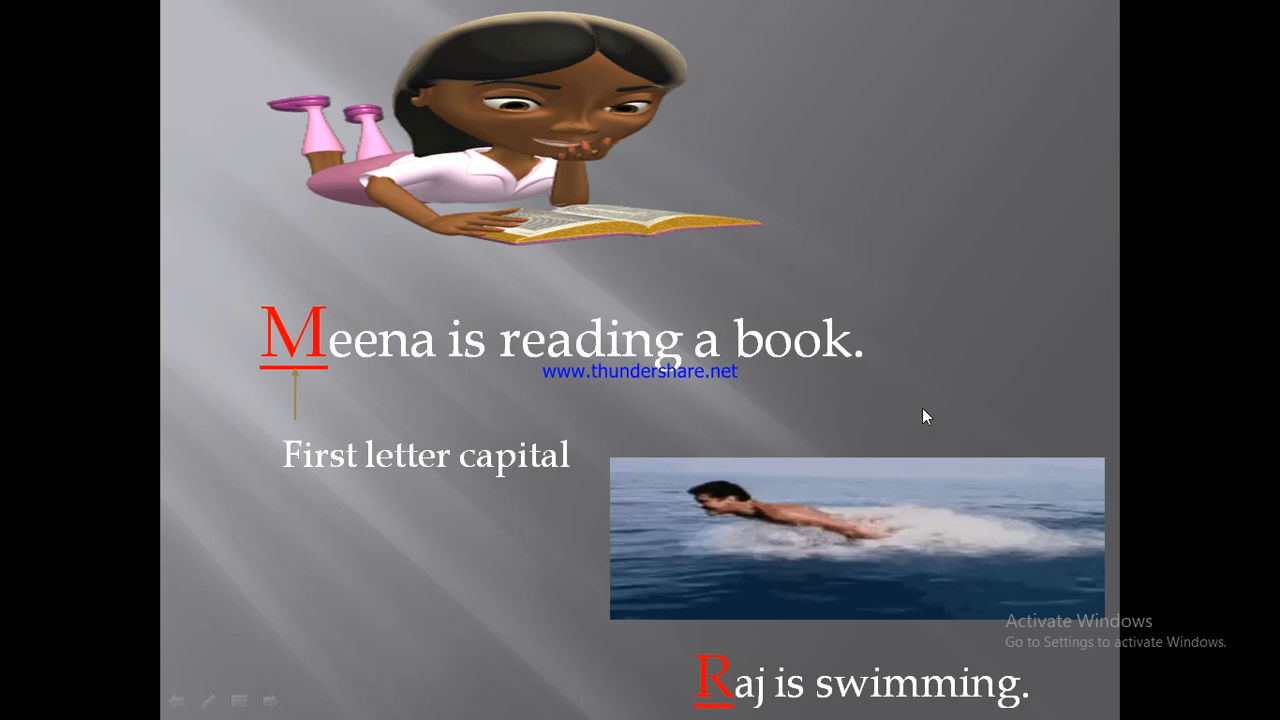 Meena is reading a book.
www.thundershare.net
First letter capital
Activate Windows
Go to Settings to activate Windows.
Raj is swimming.